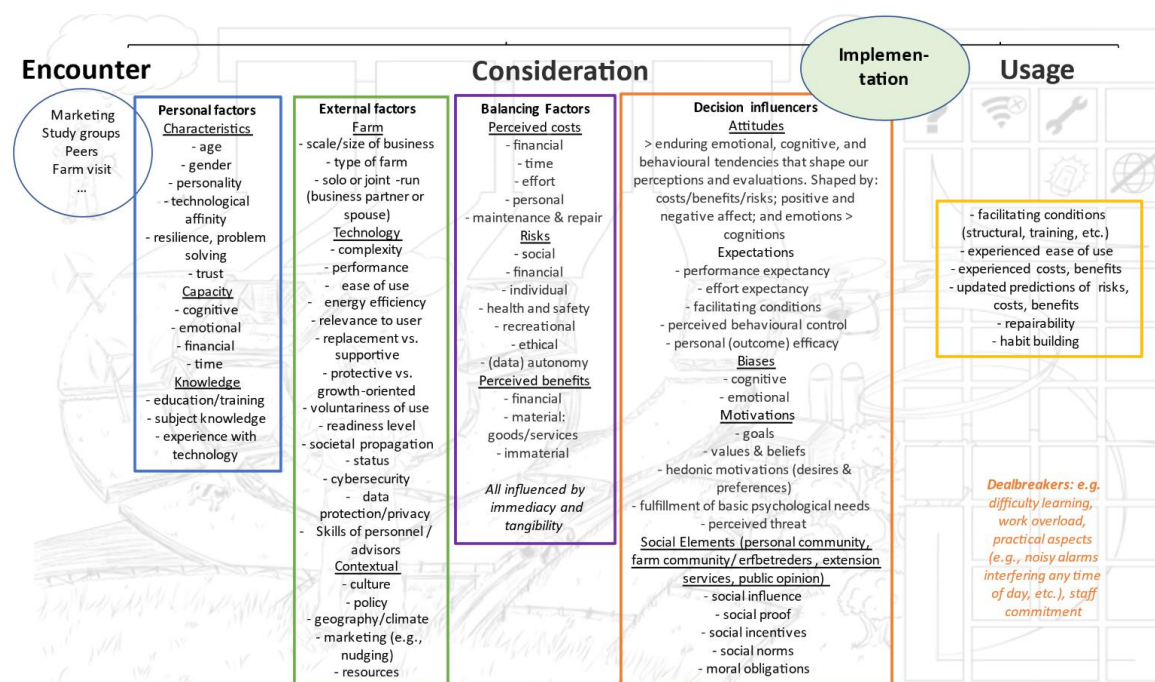 Encounter
Consideration
Implemen-
tation
Usage
Marketing
Study groups
Peers
Farm visit
...
Personal factors
Characteristics
- age
- gender
- personality
- technological
affinity
- resilience, problem
solving
- trust
Capacity
- cognitive
- emotional
- financial
- time
Knowledge
- education/training
- subject knowledge
- experience with
technology
External factors
Farm
- scale/size of business
- type of farm
- solo or joint -run
(business partner or
spouse)
Technology
- complexity
- performance
- ease of use
- energy efficiency
- relevance to user
- replacement vs.
supportive
- protective vs.
growth-oriented
- voluntariness of use
- readiness level
- societal propagation
- status
- cybersecurity
- data
protection/privacy
- Skills of personnel /
advisors
Contextual
- culture
- policy
- geography/climate
- marketing (e.g.,
nudging)
- resources
Balancing Factors
Perceived costs
- financial
- time
- effort
- personal
- maintenance & repair
Risks
- social
- financial
- individual
- health and safety
- recreational
- ethical
- (data) autonomy
Perceived benefits
- financial
- material:
goods/services
- immaterial
All influenced by
immediacy and
tangibility
Decision influencers
Attitudes
> enduring emotional, cognitive, and
behavioural tendencies that shape our
perceptions and evaluations. Shaped by:
costs/benefits/risks; positive and
negative affect; and emotions >
cognitions
Expectations
- performance expectancy
- effort expectancy
- facilitating conditions
- perceived behavioural control
- personal (outcome) efficacy
Biases
- cognitive
- emotional
Motivations
- goals
- values & beliefs
- hedonic motivations (desires &
preferences)
- fulfillment of basic psychological needs
- perceived threat
Social Elements (personal community,
farm community/ erfbetreders , extension
services, public opinion)
- social influence
- social proof
- social incentives
- social norms
- moral obligations
?
- facilitating conditions
(structural, training, etc.)
- experienced ease of use
- experienced costs, benefits
- updated predictions of risks,
costs, benefits
- repairability
- habit building
Dealbreakers: e.g.
difficulty learning,
work overload,
practical aspects
(e.g., noisy alarms
interfering any time
of day, etc.), staff
commitment